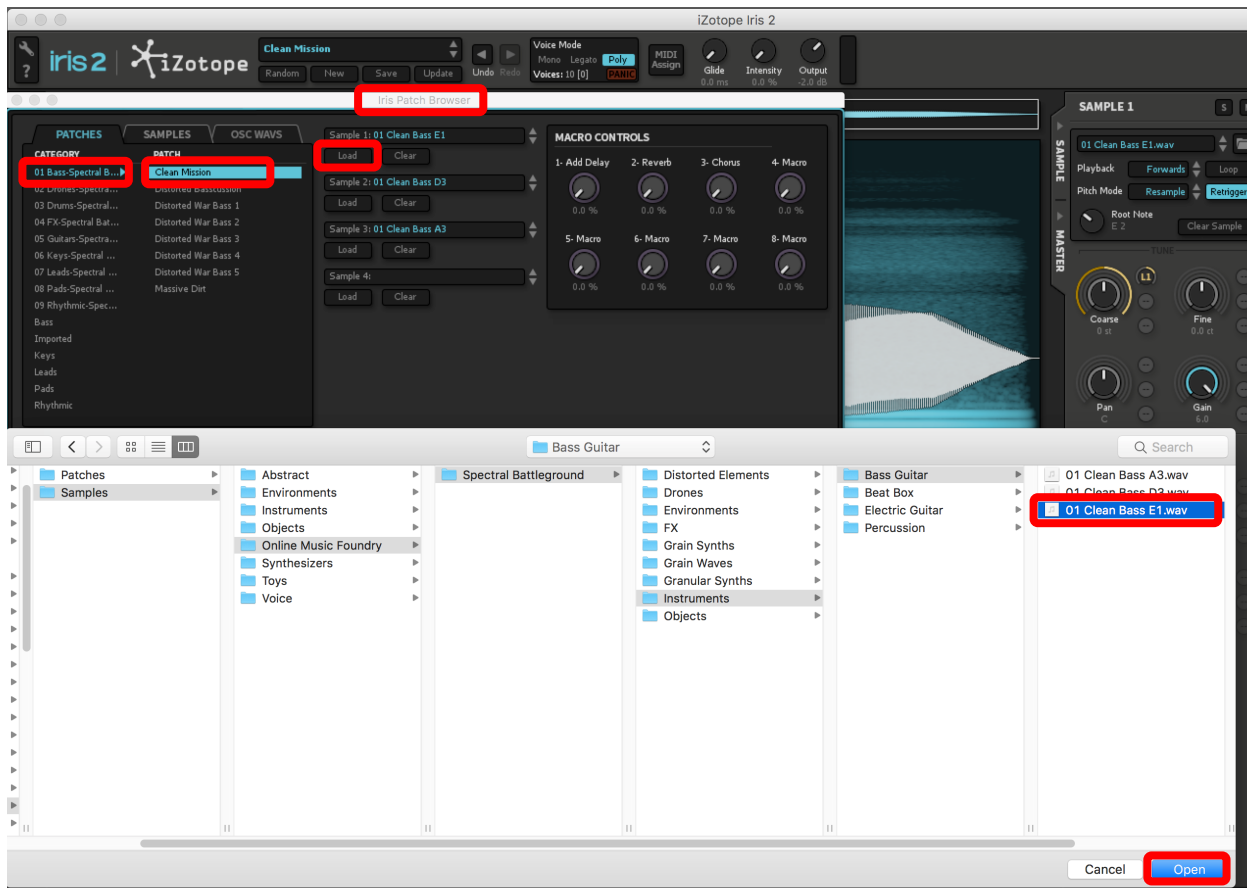 iZotope Iris 2
iris 2 iZotope
Clean Mission
Random New Save Update
Undo Redo
Voice Mode
Mono Legato Poly
Voices: 10 [0] PANIC
MIDI Assign
Glide
0.0 ms
Intensity
0.0 %
Output
-2.0 dB
?
Iris Patch Browser
PATCHES SAMPLES OSC WAVS
CATEGORY PATCH
01 Bass-Spectral B...
02 Drones-Spectra...
03 Drums-Spectral...
04 FX-Spectral Bat...
05 Guitars-Spectra...
06 Keys-Spectral ...
07 Leads-Spectral ...
08 Pads-Spectral ...
09 Rhythmic-Spec...
Bass
Imported
Keys
Leads
Pads
Rhythmic
Clean Mission
Distorted Basscussion
Distorted War Bass 1
Distorted War Bass 2
Distorted War Bass 3
Distorted War Bass 4
Distorted War Bass 5
Massive Dirt
Sample 1: 01 Clean Bass E1
Load Clear
Sample 2: 01 Clean Bass D3
Load Clear
Sample 3: 01 Clean Bass A3
Load Clear
Sample 4:
Load Clear
MACRO CONTROLS
1- Add Delay 2- Reverb 3- Chorus 4- Macro
0.0 % 0.0 % 0.0 % 0.0 %
5- Macro 6- Macro 7- Macro 8- Macro
0.0 % 0.0 % 0.0 % 0.0 %
SAMPLE
MASTER
SAMPLE 1 S
01 Clean Bass E1.wav
Playback Forwards Loop
Pitch Mode Resample Retrigger
Root Note
E 2
Clear Sample
TUNE
L1
Coarse Fine
0 st 0.0 ct
Pan Gain
C 6.0
Bass Guitar
Search
Patches
Samples
Abstract
Environments
Instruments
Objects
Online Music Foundry
Synthesizers
Toys
Voice
Spectral Battleground
Distorted Elements
Drones
Environments
FX
Grain Synths
Grain Waves
Granular Synths
Instruments
Objects
Bass Guitar
Beat Box
Electric Guitar
Percussion
01 Clean Bass A3.wav
01 Clean Bass D3.wav
01 Clean Bass E1.wav
Cancel Open